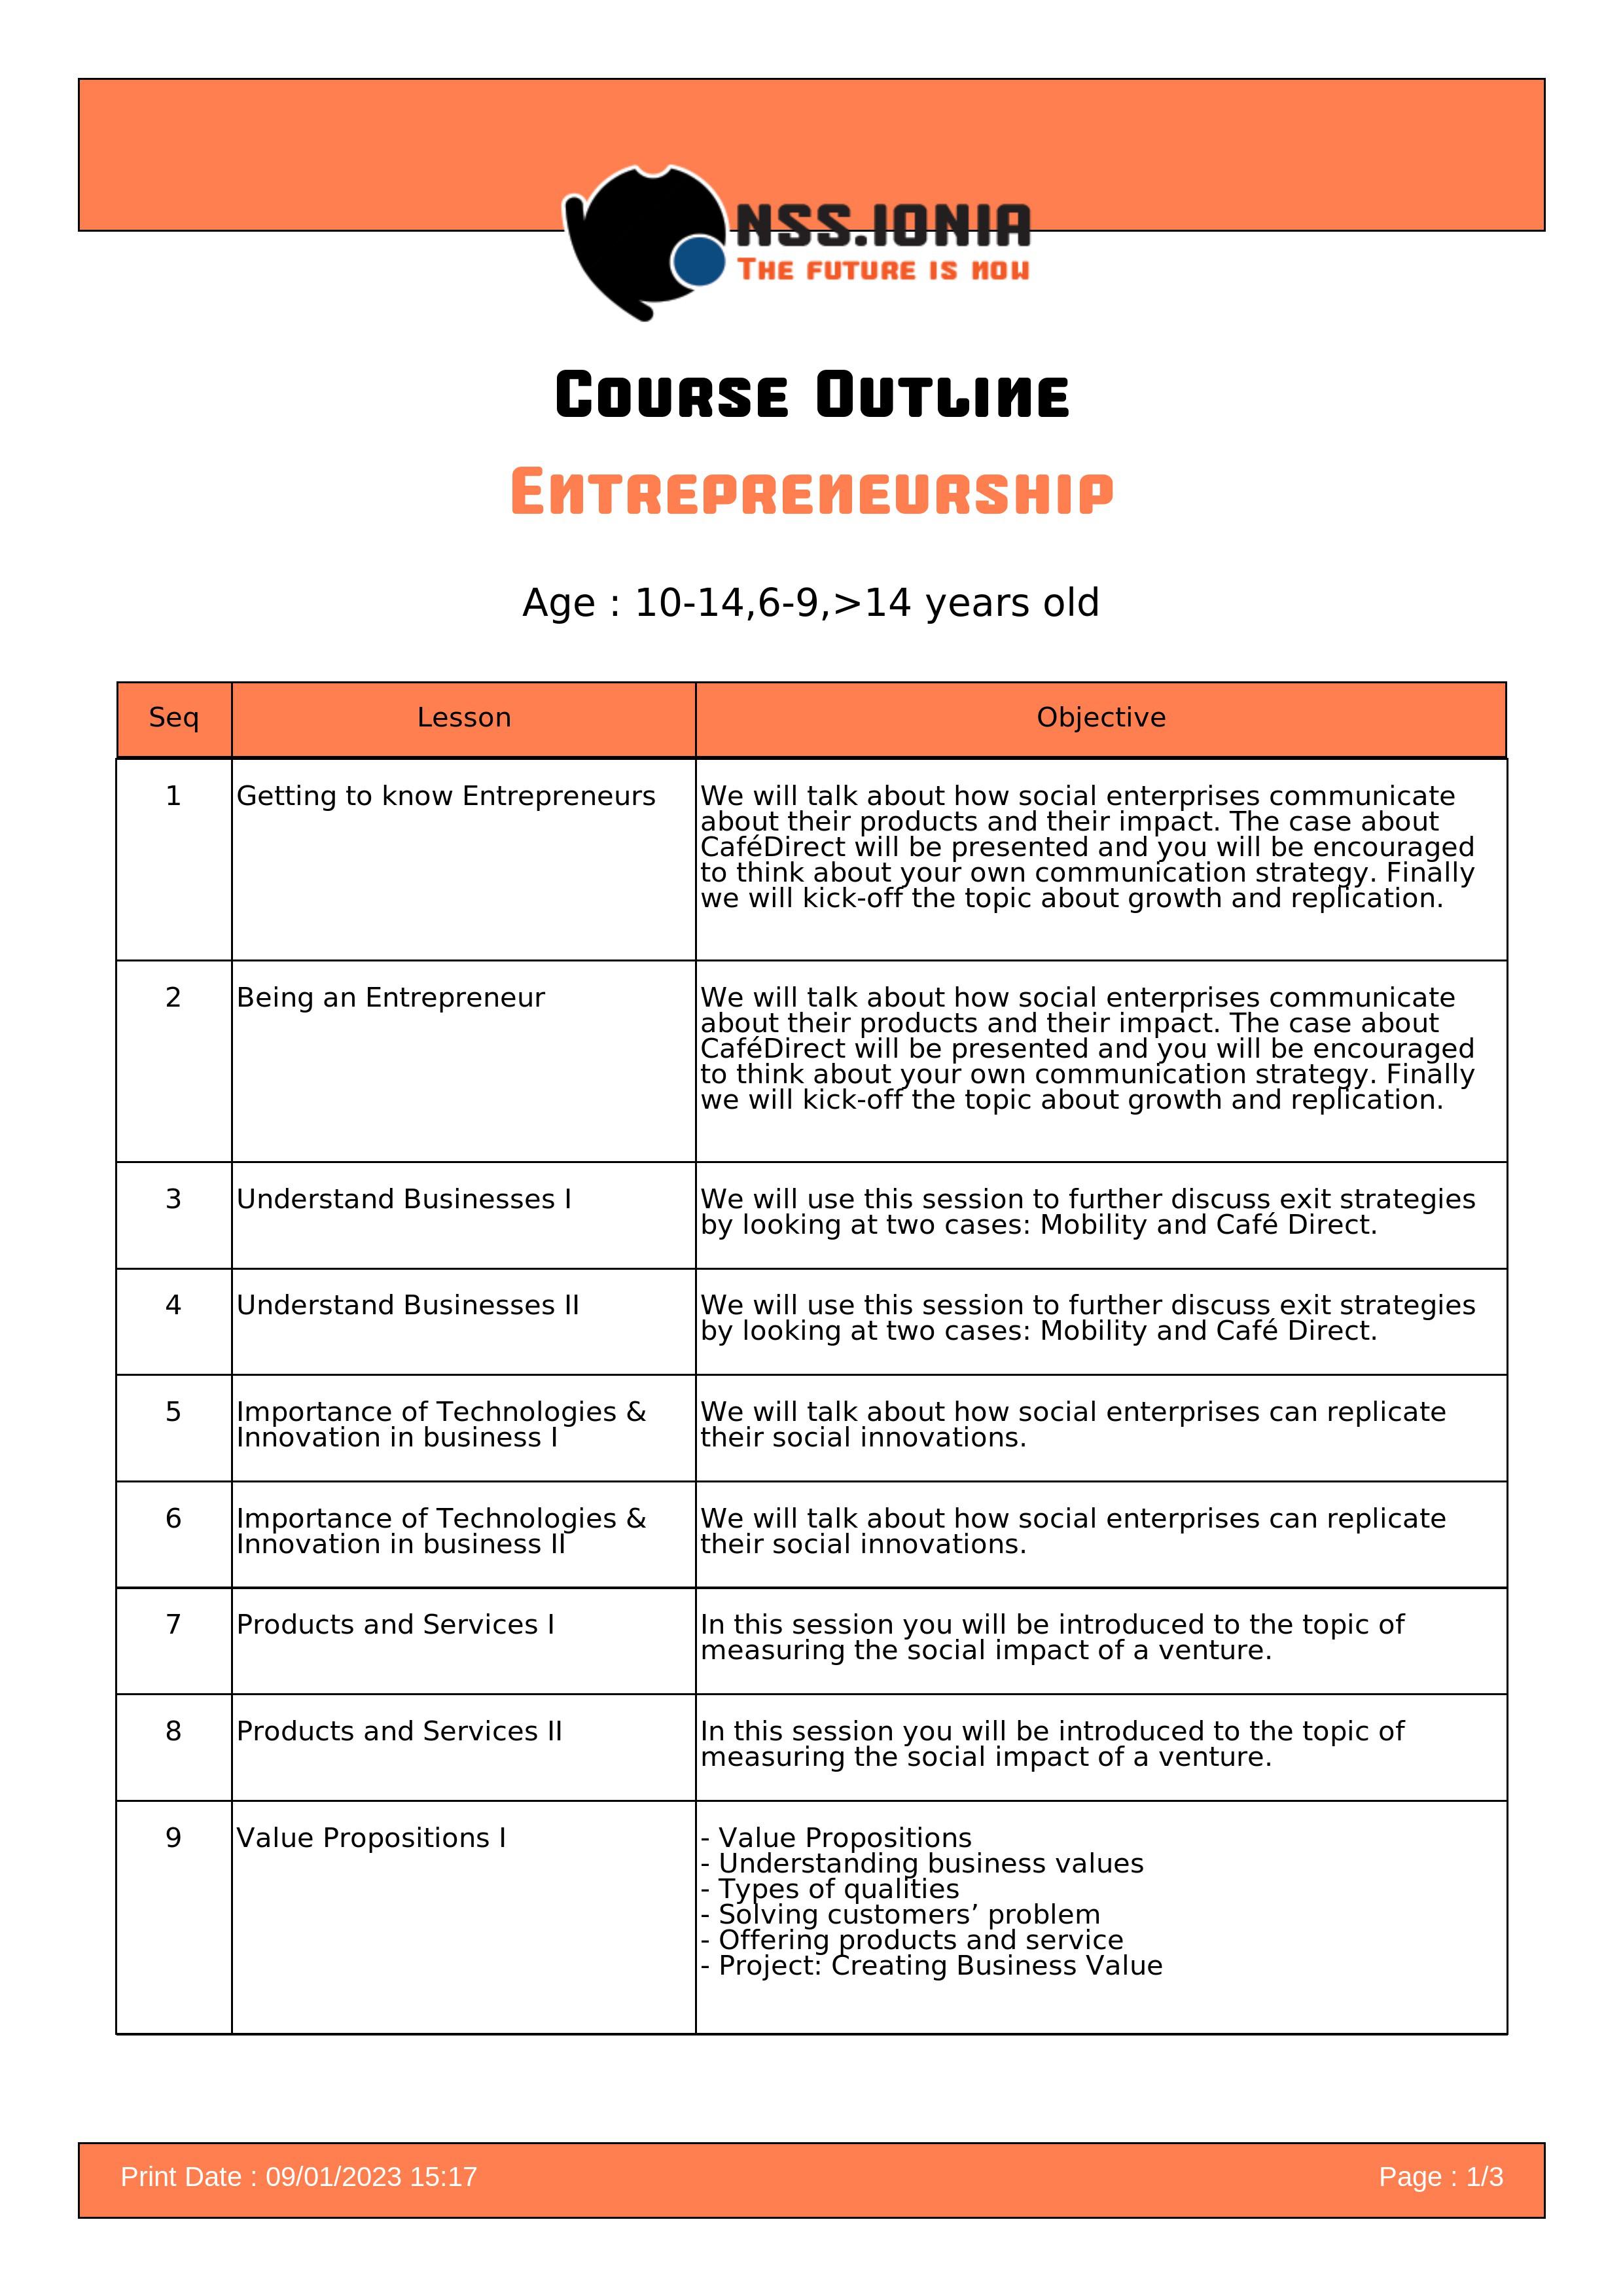 NSS.IONIA
The future is now
Course Outline
Entrepreneurship
Age : 10-14,6-9,>14 years old
Seq Lesson Objective
1 Getting to know Entrepreneurs We will talk about how social enterprises communicate
about their products and their impact. The case about
CaféDirect will be presented and you will be encouraged
to think about your own communication strategy. Finally
we will kick-off the topic about growth and replication.
2 Being an Entrepreneur We will talk about how social enterprises communicate
about their products and their impact. The case about
CaféDirect will be presented and you will be encouraged
to think about your own communication strategy. Finally
we will kick-off the topic about growth and replication.
3 Understand Businesses I We will use this session to further discuss exit strategies
by looking at two cases: Mobility and Café Direct.
4 Understand Businesses II We will use this session to further discuss exit strategies
by looking at two cases: Mobility and Café Direct.
5 Importance of Technologies & We will talk about how social enterprises can replicate
Innovation in business I their social innovations.
6 Importance of Technologies & We will talk about how social enterprises can replicate
Innovation in business II their social innovations.
7 Products and Services I In this session you will be introduced to the topic of
measuring the social impact of a venture.
8 Products and Services II In this session you will be introduced to the topic of
measuring the social impact of a venture.
9 Value Propositions I - Value Propositions
- Understanding business values
- Types of qualities
- Solving customers’ problem
- Offering products and service
- Project: Creating Business Value
Print Date : 09/01/2023 15:17 Page : 1/3